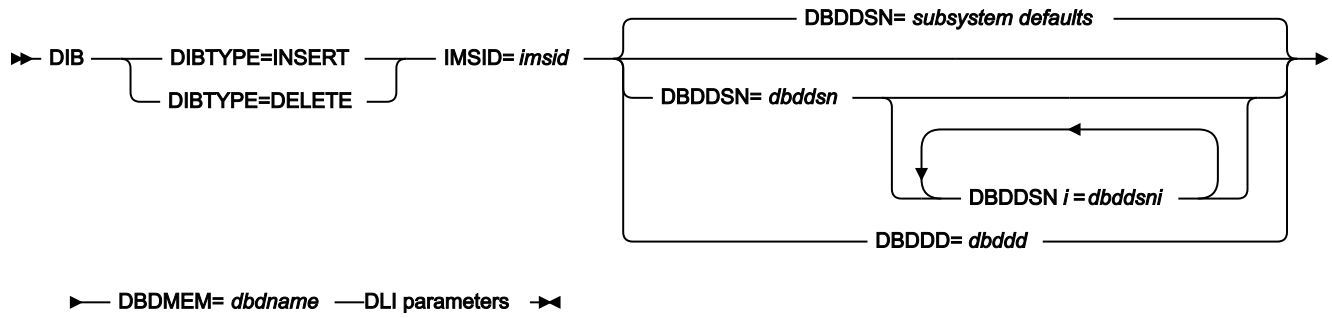 DBDDSN= subsystem defaults
DIB DIBTYPE=INSERT IMSID= imsid
DIBTYPE=DELETE
DBDDSN= dbddsn
DBDDSN i =dbddsni
DBDDD= dbddd
DBDMEM= dbdname DLI parameters